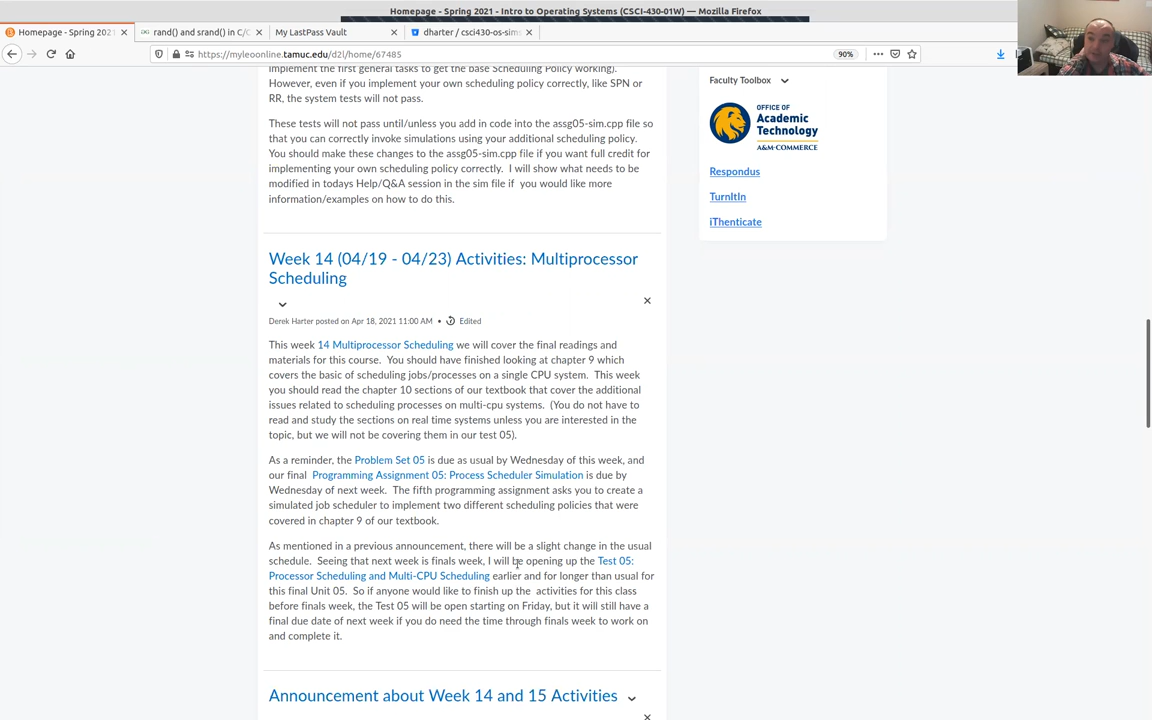 Homepage - Spring 2021 - Intro to Operating Systems (CSCI-430-01W) — Mozilla Firefox
Homepage - Spring 2021 -
rand() and srand() in C/C
My LastPass Vault
dharter / csci430-os-sims
https://myleoonline.tamuc.edu/d2l/home/67485
90%
implement the first general tasks to get the base Scheduling Policy working).
However, even if you implement your own scheduling policy correctly, like SPN or
RR, the system tests will not pass.
These tests will not pass until/unless you add in code into the assg05-sim.cpp file so
that you can correctly invoke simulations using your additional scheduling policy.
You should make these changes to the assg05-sim.cpp file if you want full credit for
implementing your own scheduling policy correctly. I will show what needs to be
modified in todays Help/Q&A session in the sim file if you would like more
information/examples on how to do this.
Week 14 (04/19 - 04/23) Activities: Multiprocessor
Scheduling
Derek Harter posted on Apr 18, 2021 11:00 AM • Edited
This week 14 Multiprocessor Scheduling we will cover the final readings and
materials for this course. You should have finished looking at chapter 9 which
covers the basic of scheduling jobs/processes on a single CPU system. This week
you should read the chapter 10 sections of our textbook that cover the additional
issues related to scheduling processes on multi-cpu systems. (You do not have to
read and study the sections on real time systems unless you are interested in the
topic, but we will not be covering them in our test 05).
As a reminder, the Problem Set 05 is due as usual by Wednesday of this week, and
our final Programming Assignment 05: Process Scheduler Simulation is due by
Wednesday of next week. The fifth programming assignment asks you to create a
simulated job scheduler to implement two different scheduling policies that were
covered in chapter 9 of our textbook.
As mentioned in a previous announcement, there will be a slight change in the usual
schedule. Seeing that next week is finals week, I will be opening up the Test 05:
Processor Scheduling and Multi-CPU Scheduling earlier and for longer than usual for
this final Unit 05. So if anyone would like to finish up the activities for this class
before finals week, the Test 05 will be open starting on Friday, but it will still have a
final due date of next week if you do need the time through finals week to work on
and complete it.
Announcement about Week 14 and 15 Activities
Faculty Toolbox
OFFICE OF
Academic
Technology
A&M-COMMERCE
Respondus
TurnItIn
iThenticate